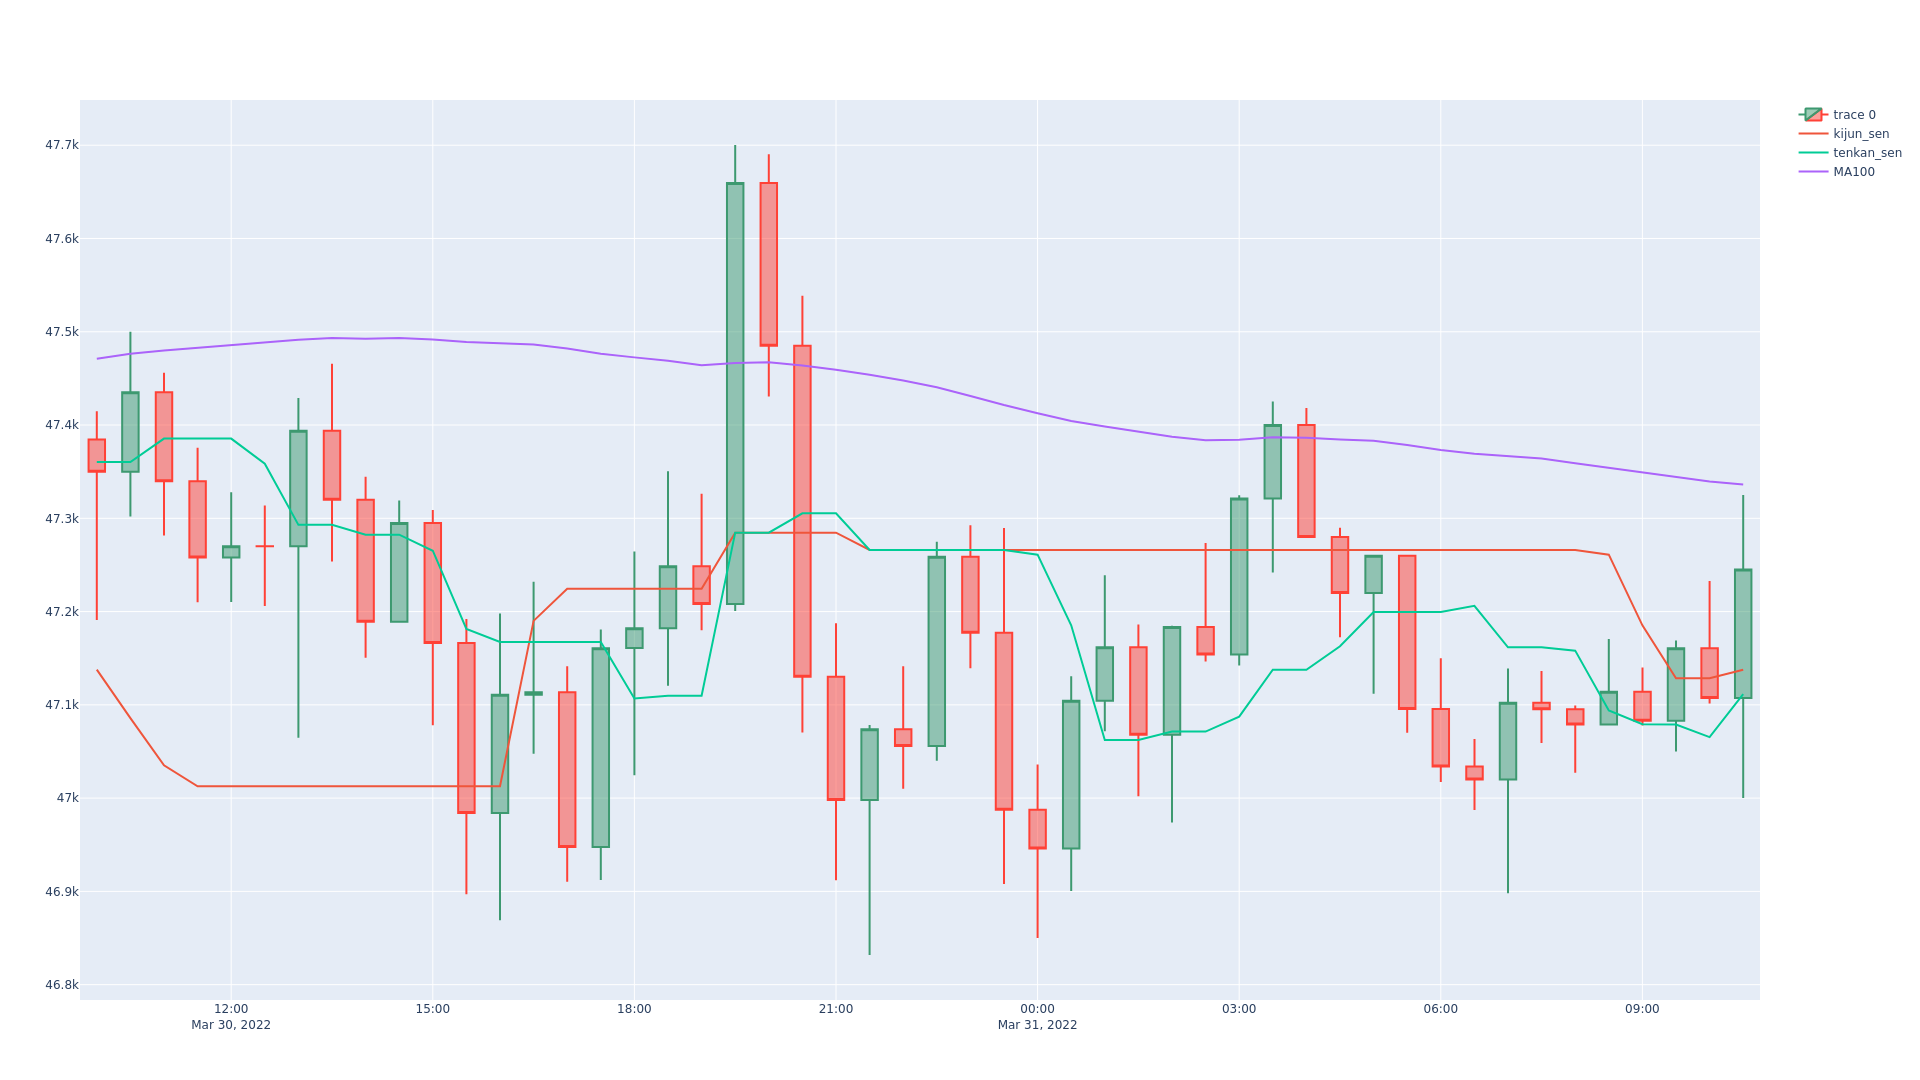 47.7k
47.6k
47.5k
47.4k
47.3k
47.2k
47.1k
47k
46.9k
46.8k
12:00
Mar 30, 2022
15:00
18:00
21:00
00:00
Mar 31, 2022
03:00
06:00
09:00
trace 0
kijun_sen
tenkan_sen
MA100